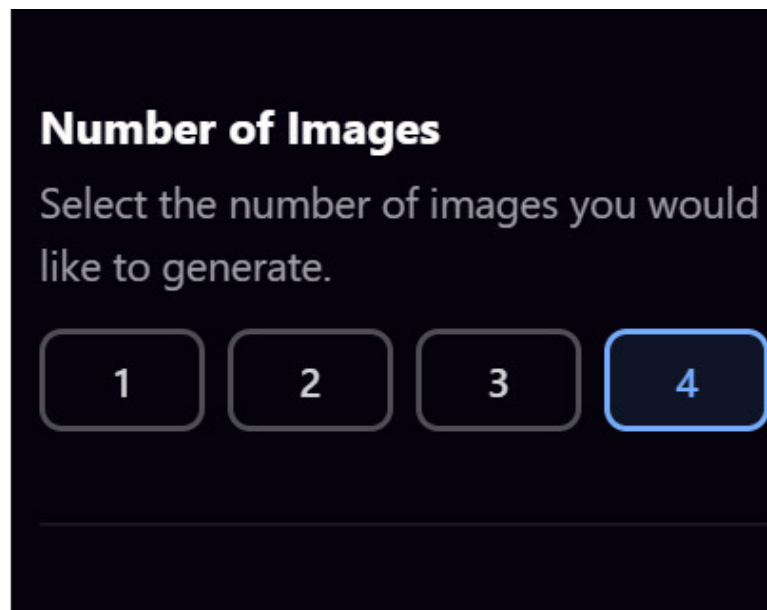 Number of Images
Select the number of images you would
like to generate.
1 2 3 4